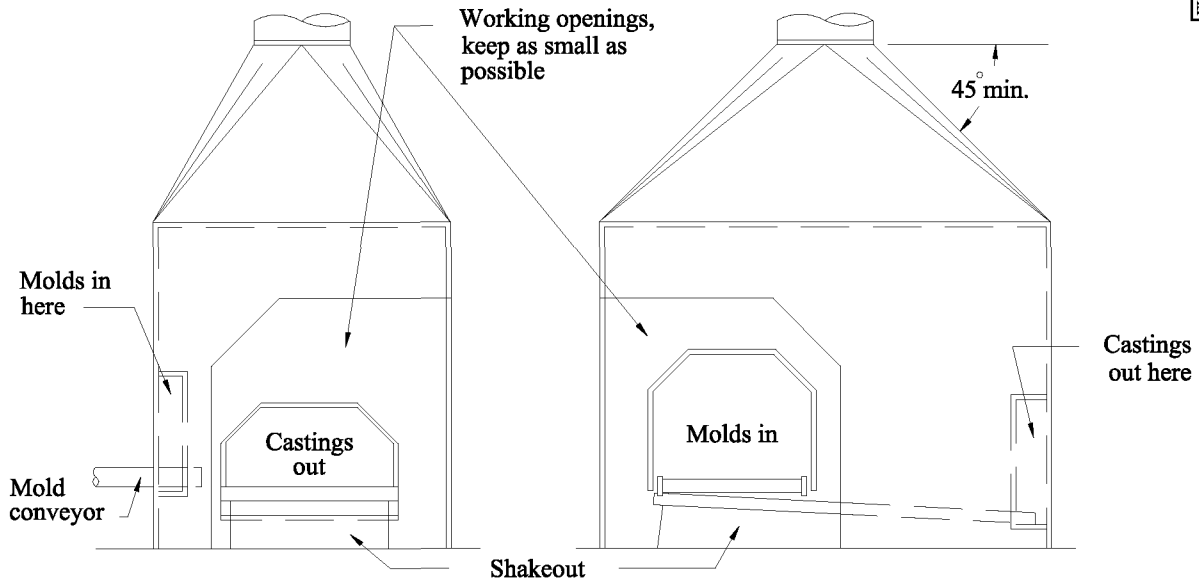 Working openings,
keep as small as
possible
45° min.
Molds in
here
Castings
out here
Castings
out
Molds in
Mold
conveyor
Shakeout